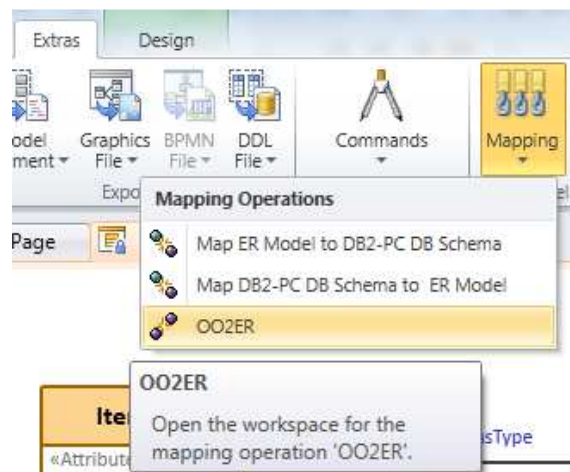 Extras Design
odel Graphics BPMN DDL Commands Mapping
ment File File File
Expo
Mapping Operations
Page
Map ER Model to DB2-PC DB Schema
Map DB2-PC DB Schema to ER Model
OO2ER
OO2ER
Open the workspace for the
mapping operation 'OO2ER'.
Ite
«Attribute
sType